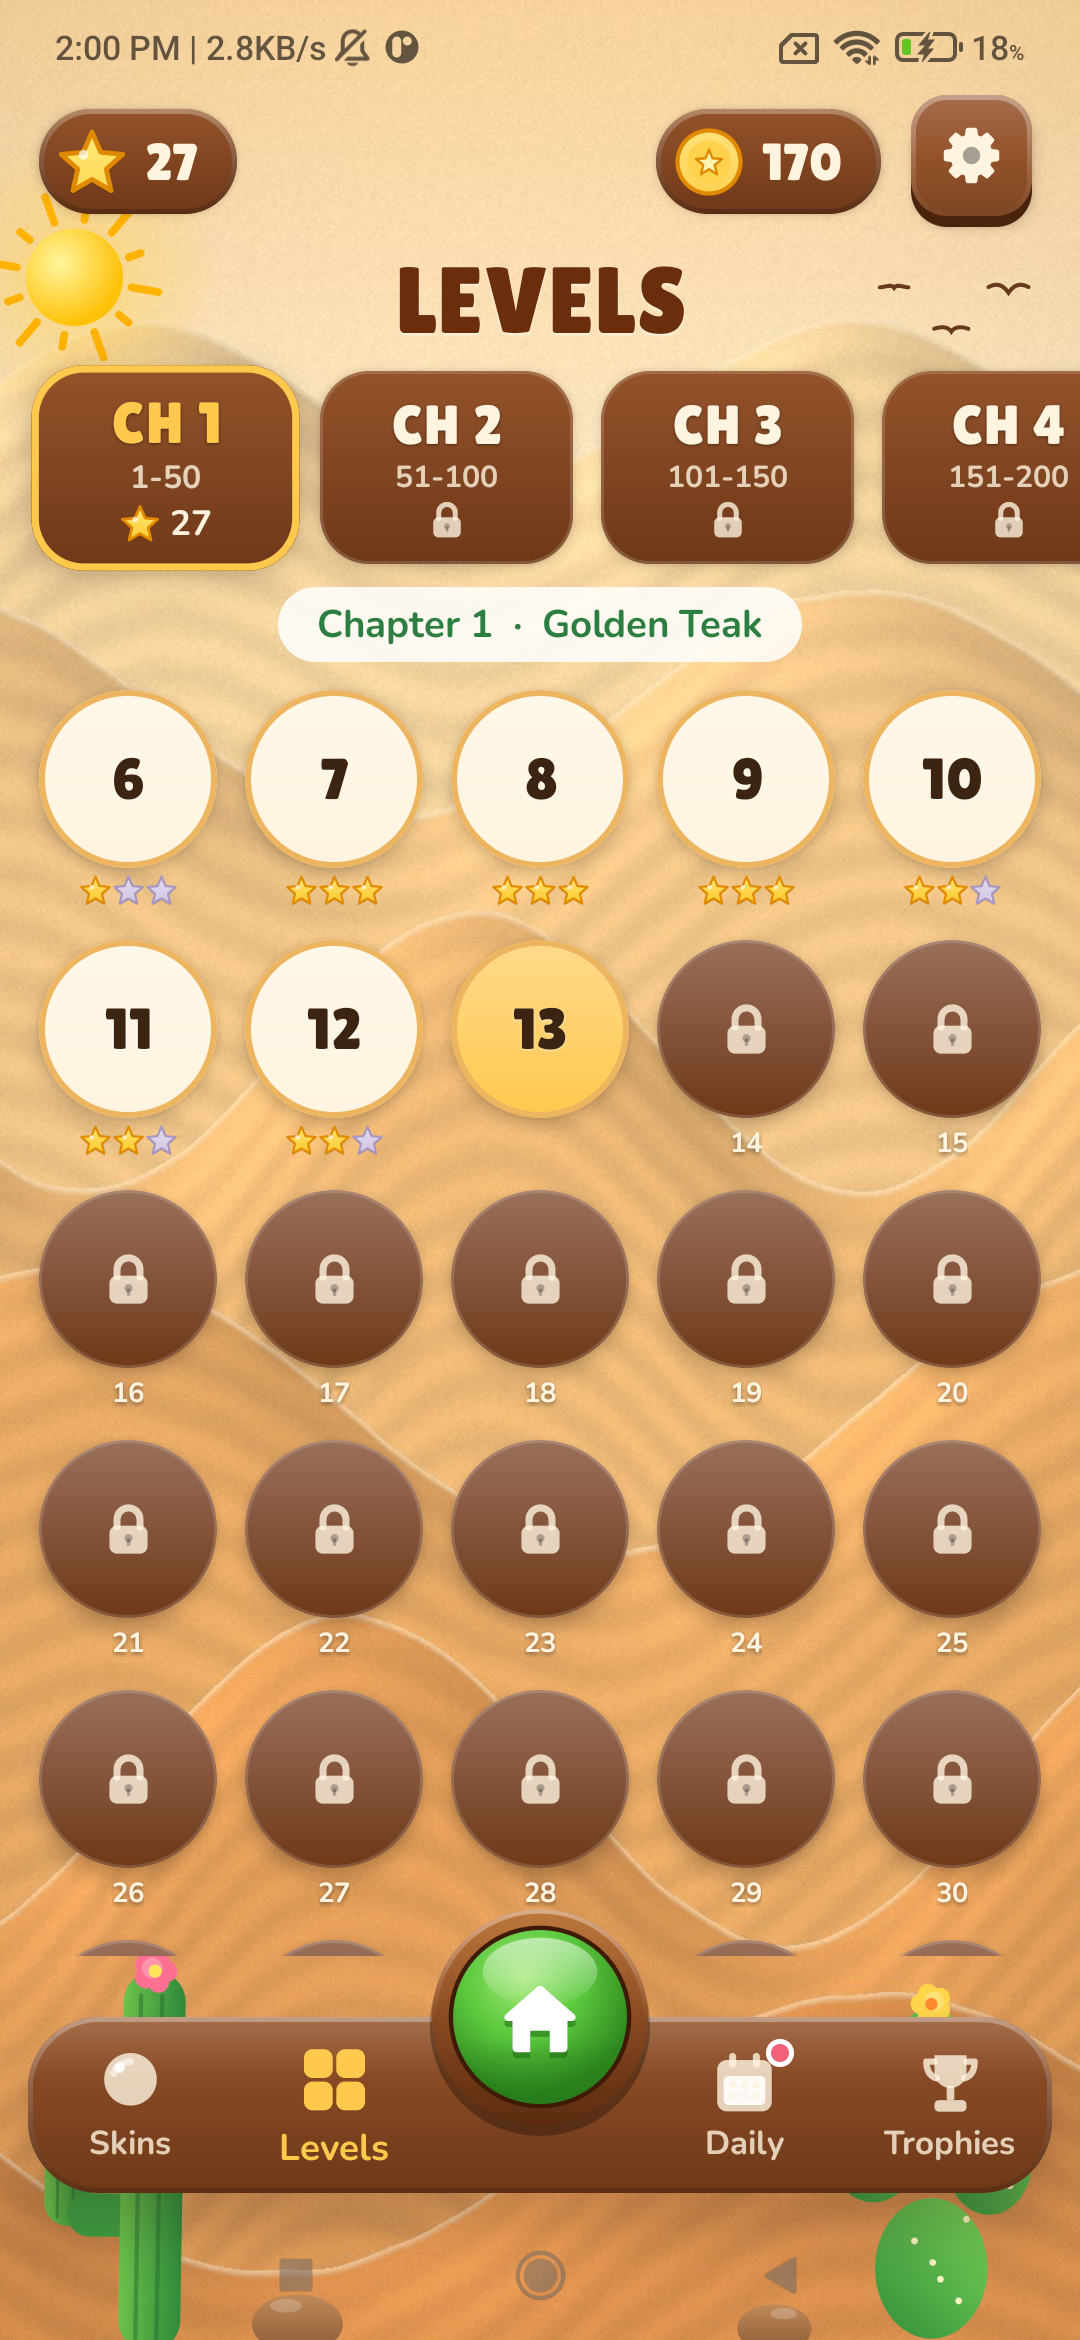 2:00 PM | 2.8KB/s 18%
27 170
LEVELS
CH 1 CH 2 CH 3 CH 4
1-50 51-100 101-150 151-200
27
Chapter 1 · Golden Teak
6 7 8 9 10
11 12 13
14 15
16 17 18 19 20
21 22 23 24 25
26 27 28 29 30
Skins Levels Daily Trophies